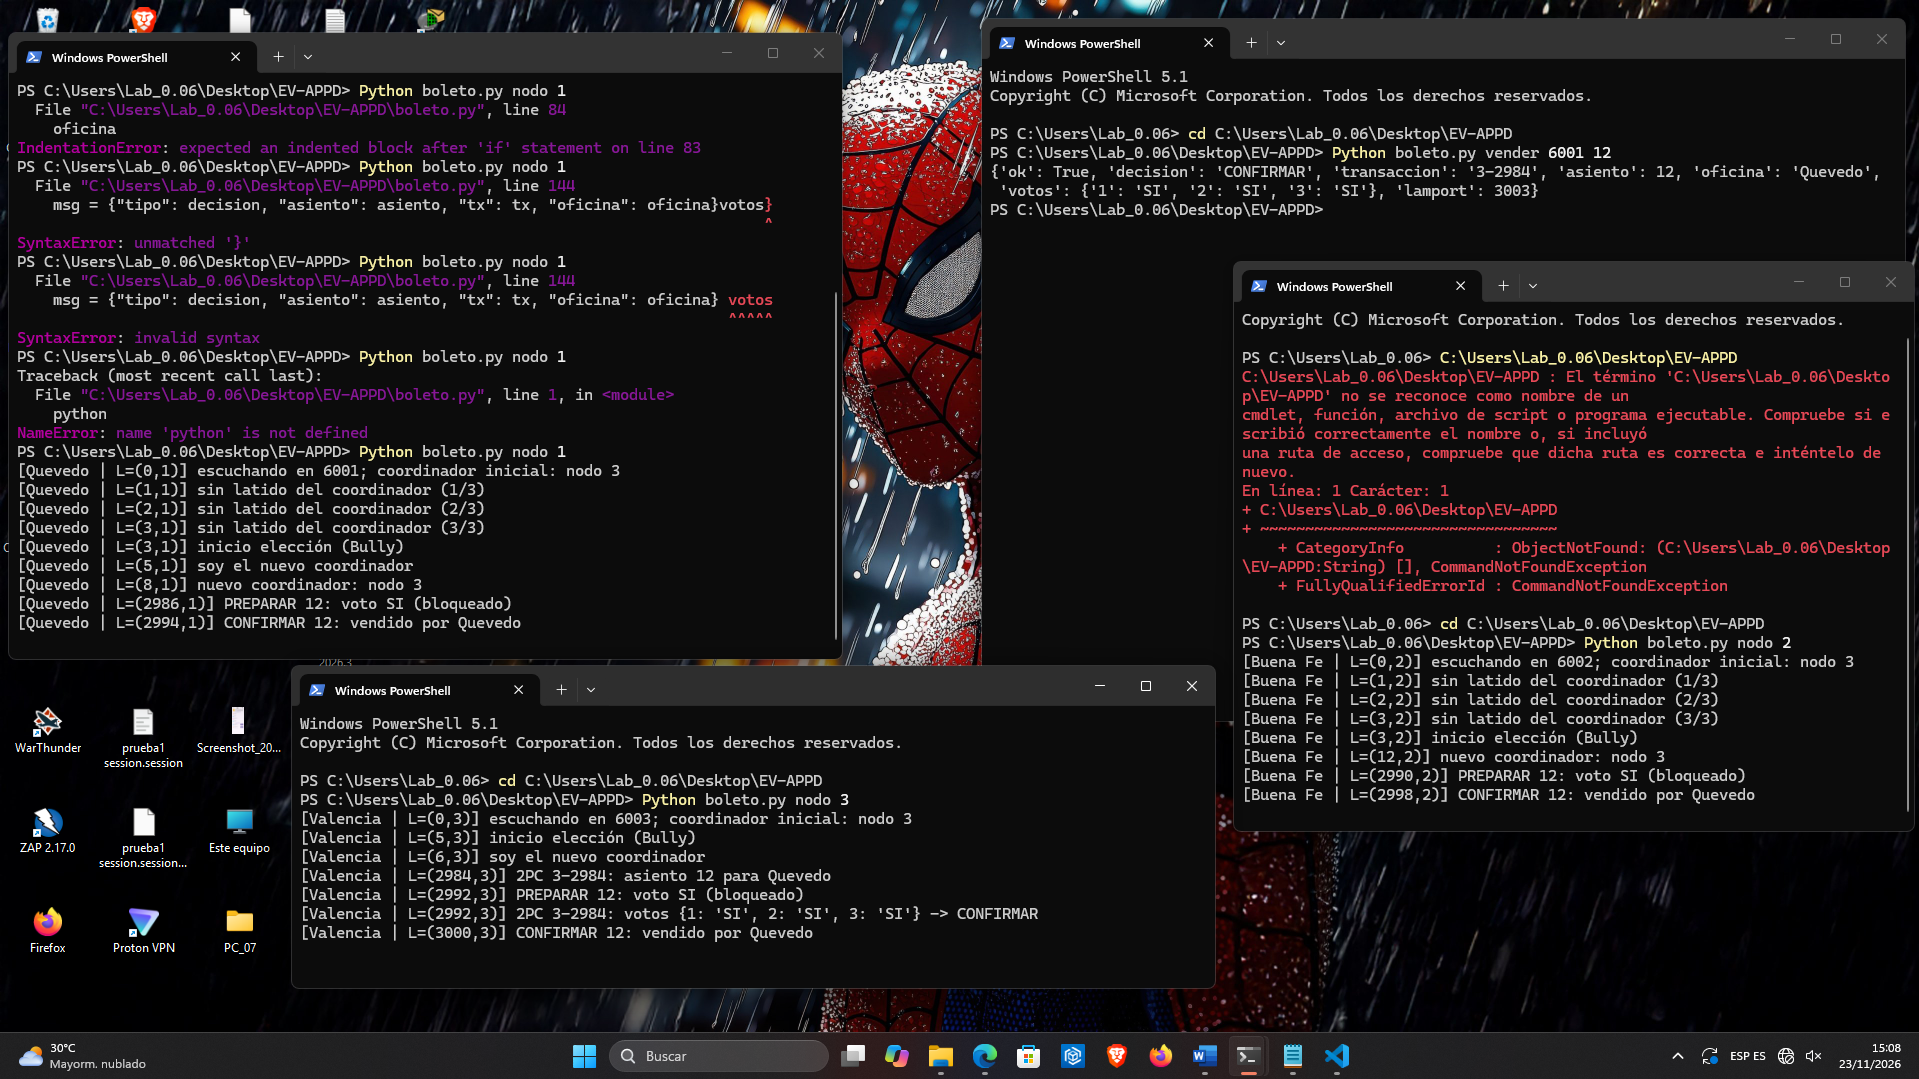 Windows PowerShell
PS C:\Users\Lab_0.06\Desktop\EV-APPD> Python boleto.py nodo 1
File "C:\Users\Lab_0.06\Desktop\EV-APPD\boleto.py", line 84
oficina
IndentationError: expected an indented block after 'if' statement on line 83
PS C:\Users\Lab_0.06\Desktop\EV-APPD> Python boleto.py nodo 1
File "C:\Users\Lab_0.06\Desktop\EV-APPD\boleto.py", line 144
msg = {"tipo": decision, "asiento": asiento, "tx": tx, "oficina": oficina}votos}
^
SyntaxError: unmatched '}'
PS C:\Users\Lab_0.06\Desktop\EV-APPD> Python boleto.py nodo 1
File "C:\Users\Lab_0.06\Desktop\EV-APPD\boleto.py", line 144
msg = {"tipo": decision, "asiento": asiento, "tx": tx, "oficina": oficina} votos
^^^^^
SyntaxError: invalid syntax
PS C:\Users\Lab_0.06\Desktop\EV-APPD> Python boleto.py nodo 1
Traceback (most recent call last):
File "C:\Users\Lab_0.06\Desktop\EV-APPD\boleto.py", line 1, in <module>
python
NameError: name 'python' is not defined
PS C:\Users\Lab_0.06\Desktop\EV-APPD> Python boleto.py nodo 1
[Quevedo | L=(0,1)] escuchando en 6001; coordinador inicial: nodo 3
[Quevedo | L=(1,1)] sin latido del coordinador (1/3)
[Quevedo | L=(2,1)] sin latido del coordinador (2/3)
[Quevedo | L=(3,1)] sin latido del coordinador (3/3)
[Quevedo | L=(3,1)] inicio elección (Bully)
[Quevedo | L=(5,1)] soy el nuevo coordinador
[Quevedo | L=(8,1)] nuevo coordinador: nodo 3
[Quevedo | L=(2986,1)] PREPARAR 12: voto SI (bloqueado)
[Quevedo | L=(2994,1)] CONFIRMAR 12: vendido por Quevedo
Windows PowerShell
Windows PowerShell 5.1
Copyright (C) Microsoft Corporation. Todos los derechos reservados.
PS C:\Users\Lab_0.06> cd C:\Users\Lab_0.06\Desktop\EV-APPD
PS C:\Users\Lab_0.06\Desktop\EV-APPD> Python boleto.py vender 6001 12
{'ok': True, 'decision': 'CONFIRMAR', 'transaccion': '3-2984', 'asiento': 12, 'oficina': 'Quevedo',
'votos': {'1': 'SI', '2': 'SI', '3': 'SI'}, 'lamport': 3003}
PS C:\Users\Lab_0.06\Desktop\EV-APPD>
Windows PowerShell
Copyright (C) Microsoft Corporation. Todos los derechos reservados.
PS C:\Users\Lab_0.06> C:\Users\Lab_0.06\Desktop\EV-APPD
C:\Users\Lab_0.06\Desktop\EV-APPD : El término 'C:\Users\Lab_0.06\Deskto
p\EV-APPD' no se reconoce como nombre de un
cmdlet, función, archivo de script o programa ejecutable. Compruebe si e
scribió correctamente el nombre o, si incluyó
una ruta de acceso, compruebe que dicha ruta es correcta e inténtelo de
nuevo.
En línea: 1 Carácter: 1
+ C:\Users\Lab_0.06\Desktop\EV-APPD
+ ~~~~~~~~~~~~~~~~~~~~~~~~~~~~~~~~~
+ CategoryInfo          : ObjectNotFound: (C:\Users\Lab_0.06\Desktop
\EV-APPD:String) [], CommandNotFoundException
+ FullyQualifiedErrorId : CommandNotFoundException
PS C:\Users\Lab_0.06> cd C:\Users\Lab_0.06\Desktop\EV-APPD
PS C:\Users\Lab_0.06\Desktop\EV-APPD> Python boleto.py nodo 2
[Buena Fe | L=(0,2)] escuchando en 6002; coordinador inicial: nodo 3
[Buena Fe | L=(1,2)] sin latido del coordinador (1/3)
[Buena Fe | L=(2,2)] sin latido del coordinador (2/3)
[Buena Fe | L=(3,2)] sin latido del coordinador (3/3)
[Buena Fe | L=(3,2)] inicio elección (Bully)
[Buena Fe | L=(12,2)] nuevo coordinador: nodo 3
[Buena Fe | L=(2990,2)] PREPARAR 12: voto SI (bloqueado)
[Buena Fe | L=(2998,2)] CONFIRMAR 12: vendido por Quevedo
2026.3
Windows PowerShell
Windows PowerShell 5.1
Copyright (C) Microsoft Corporation. Todos los derechos reservados.
PS C:\Users\Lab_0.06> cd C:\Users\Lab_0.06\Desktop\EV-APPD
PS C:\Users\Lab_0.06\Desktop\EV-APPD> Python boleto.py nodo 3
[Valencia | L=(0,3)] escuchando en 6003; coordinador inicial: nodo 3
[Valencia | L=(5,3)] inicio elección (Bully)
[Valencia | L=(6,3)] soy el nuevo coordinador
[Valencia | L=(2984,3)] 2PC 3-2984: asiento 12 para Quevedo
[Valencia | L=(2992,3)] PREPARAR 12: voto SI (bloqueado)
[Valencia | L=(2992,3)] 2PC 3-2984: votos {1: 'SI', 2: 'SI', 3: 'SI'} -> CONFIRMAR
[Valencia | L=(3000,3)] CONFIRMAR 12: vendido por Quevedo
WarThunder
prueba1
session.session
Screenshot_20...
ZAP 2.17.0
prueba1
session.session...
Este equipo
Firefox
Proton VPN
PC_07
30°C
Mayorm. nublado
Buscar
ESP ES
15:08
23/11/2026